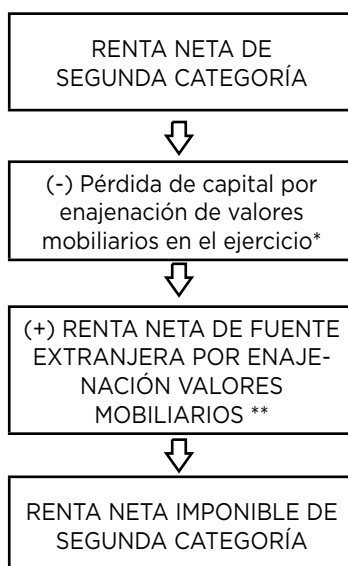 RENTA NETA DE
SEGUNDA CATEGORÍA
(-) Pérdida de capital por
enajenación de valores
mobiliarios en el ejercicio*
(+) RENTA NETA DE FUENTE
EXTRANJERA POR ENAJE-
NACIÓN VALORES
MOBILIARIOS **
RENTA NETA IMPONIBLE DE
SEGUNDA CATEGORÍA